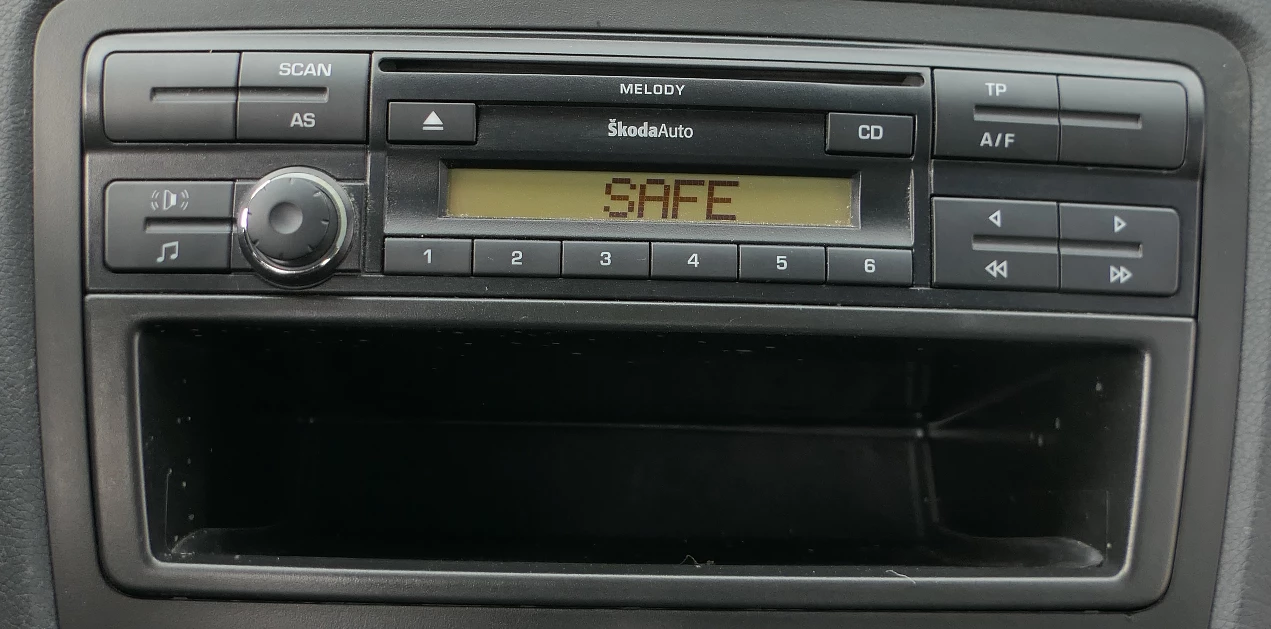 SCAN
AS
MELODY
ŠkodaAuto
CD
TP
A/F
SAFE
1 2 3 4 5 6